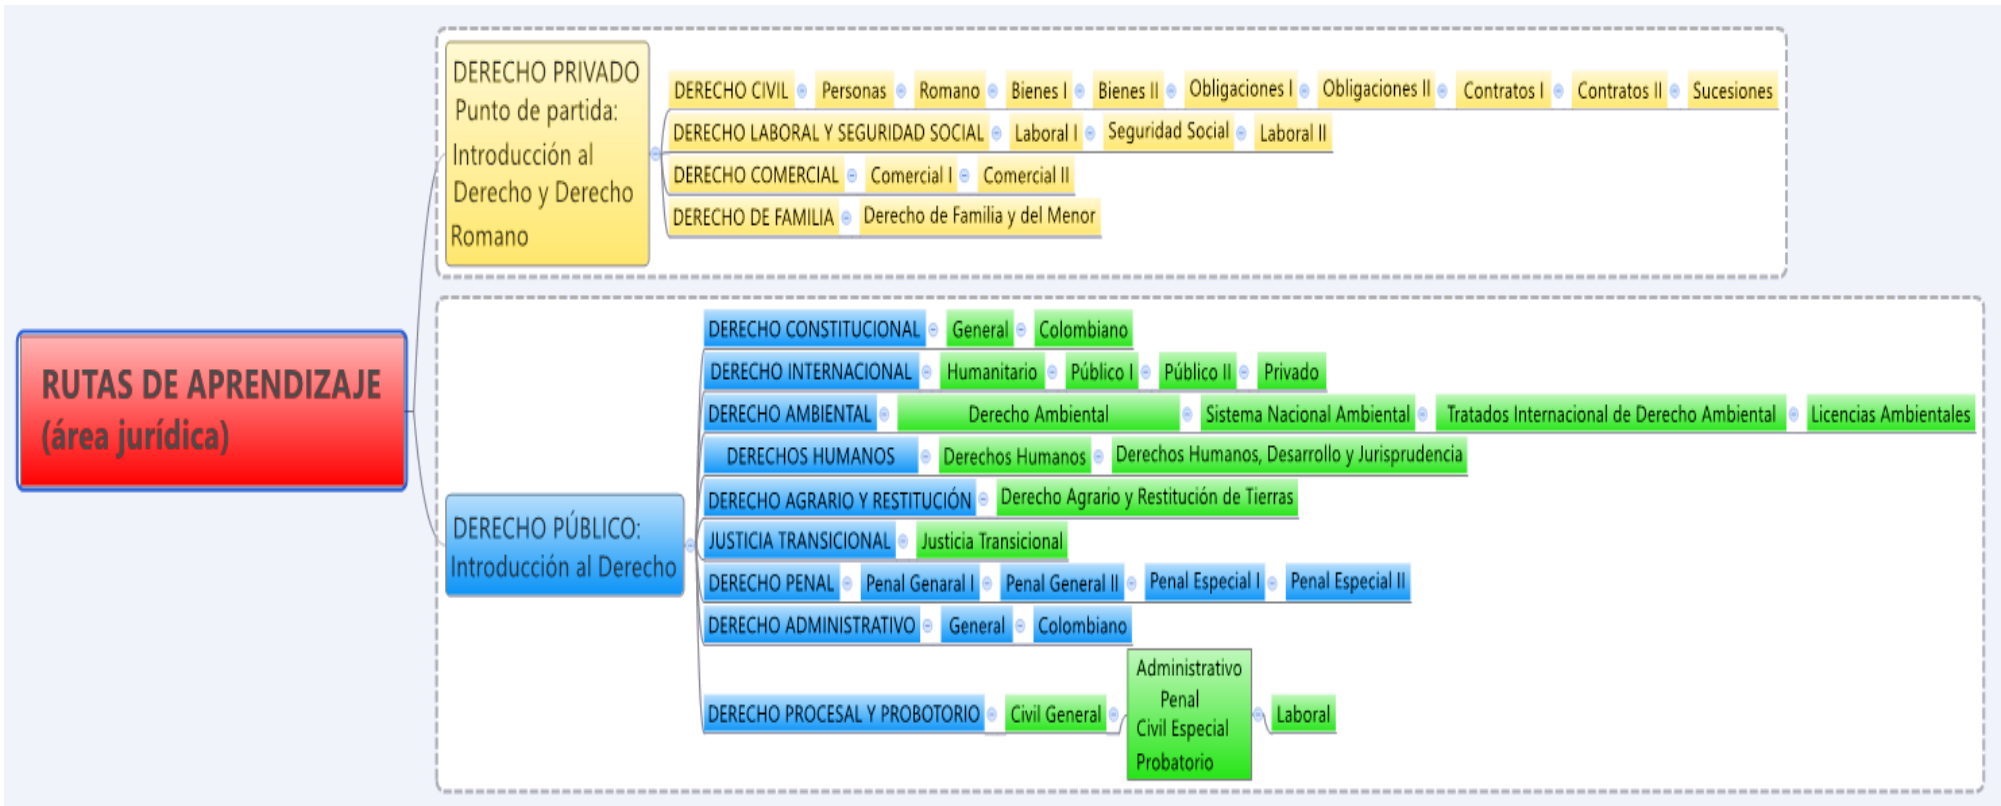 RUTAS DE APRENDIZAJE
(área jurídica)
DERECHO PRIVADO
Punto de partida:
Introducción al
Derecho y Derecho
Romano
DERECHO CIVIL Personas Romano Bienes I Bienes II Obligaciones I Obligaciones II Contratos I Contratos II Sucesiones
DERECHO LABORAL Y SEGURIDAD SOCIAL Laboral I Seguridad Social Laboral II
DERECHO COMERCIAL Comercial I Comercial II
DERECHO DE FAMILIA Derecho de Familia y del Menor
DERECHO PÚBLICO:
Introducción al Derecho
DERECHO CONSTITUCIONAL General Colombiano
DERECHO INTERNACIONAL Humanitario Público I Público II Privado
DERECHO AMBIENTAL Derecho Ambiental Sistema Nacional Ambiental Tratados Internacional de Derecho Ambiental Licencias Ambientales
DERECHOS HUMANOS Derechos Humanos Derechos Humanos, Desarrollo y Jurisprudencia
DERECHO AGRARIO Y RESTITUCIÓN Derecho Agrario y Restitución de Tierras
JUSTICIA TRANSICIONAL Justicia Transicional
DERECHO PENAL Penal Genaral I Penal General II Penal Especial I Penal Especial II
DERECHO ADMINISTRATIVO General Colombiano
DERECHO PROCESAL Y PROBOTORIO Civil General
Administrativo
Penal
Civil Especial
Probatorio
Laboral